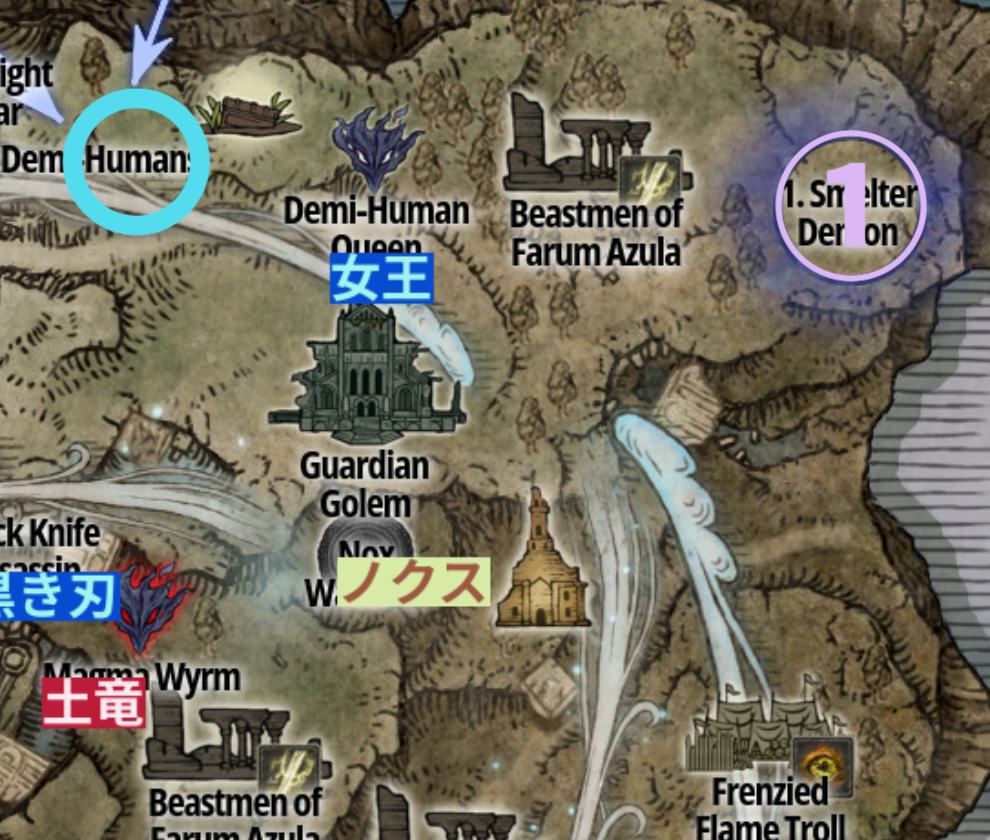 ight
ar
Demi-Humans
Demi-Human
Queen
女王
Beastmen of
Farum Azula
1. Smelter
Demon
1
Guardian
Golem
ck Knife
ssassin
黒き刃
Nox
ノクス
Magma Wyrm
土竜
Beastmen of
Farum Azula
Frenzied
Flame Troll